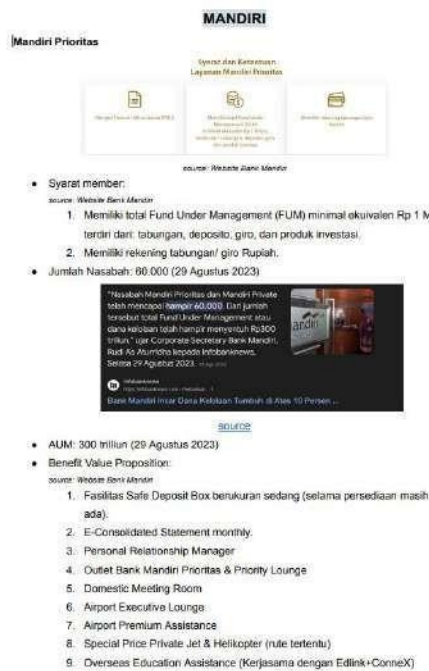 MANDIRI
Mandiri Prioritas
Syarat dan Ketentuan
Layanan Mandiri Prioritas
source: Website Bank Mandiri
• Syarat member:
source: Website Bank Mandiri
1. Memiliki total Fund Under Management (FUM) minimal ekuivalen Rp 1 M
terdiri dari: tabungan, deposito, giro, dan produk investasi.
2. Memiliki rekening tabungan/ giro Rupiah.
• Jumlah Nasabah: 60.000 (29 Agustus 2023)
"Nasabah Mandiri Prioritas dan Mandiri Private
telah mencapai hampir 60.000. Dari jumlah
tersebut total Fund Under Management atau
dana kelolaan telah hampir menyentuh Rp300
triliun," ujar Corporate Secretary Bank Mandiri,
Rudi As Aturridha kepada Infobanknews,
Selasa 29 Agustus 2023.
andiri
Bank Mandiri Incar Dana Kelolaan Tumbuh di Atas 10 Persen ...
source
• AUM: 300 trilliun (29 Agustus 2023)
• Benefit Value Proposition:
source: Website Bank Mandiri
1. Fasilitas Safe Deposit Box berukuran sedang (selama persediaan masih
ada).
2. E-Consolidated Statement monthly.
3. Personal Relationship Manager
4. Outlet Bank Mandiri Prioritas & Priority Lounge
5. Domestic Meeting Room
6. Airport Executive Lounge
7. Airport Premium Assistance
8. Special Price Private Jet & Helikopter (rute tertentu)
9. Overseas Education Assistance (Kerjasama dengan Edlink+ConneX)